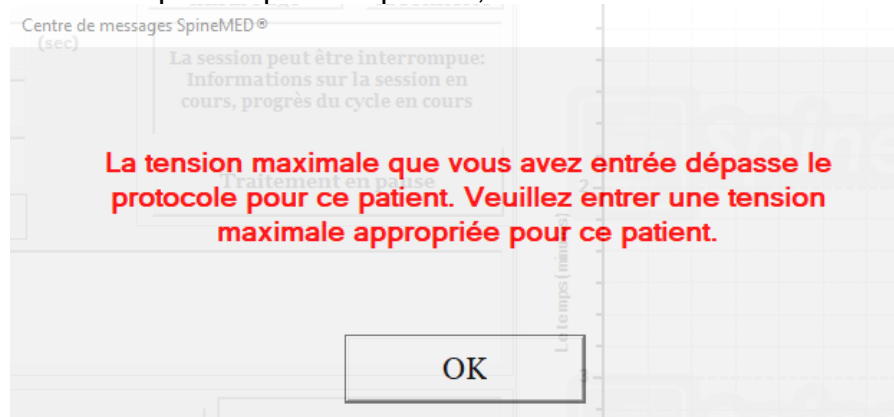 Centre de messages SpineMED®
(sec)
La session peut être interrompue:
Informations sur la session en
cours, progrès du cycle en cours
La tension maximale que vous avez entrée dépasse le
Traitement en pause
2
protocole pour ce patient. Veuillez entrer une tension
maximale appropriée pour ce patient.
Le temps (minutes)
OK
3